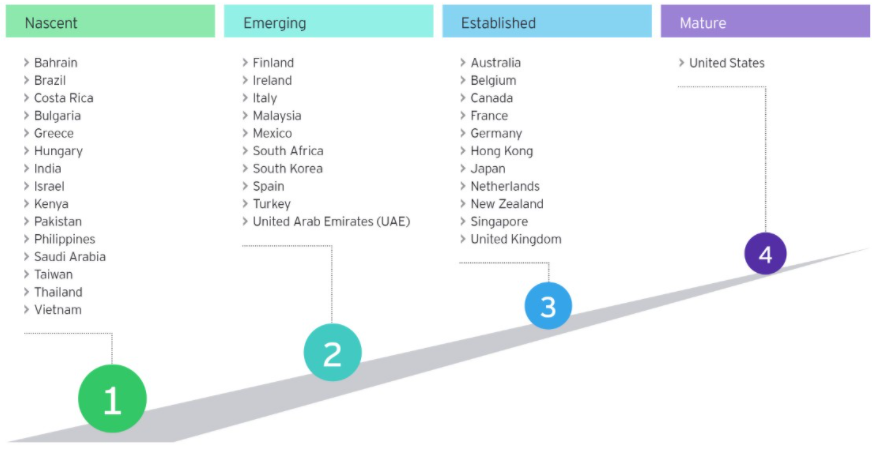 Nascent
Bahrain
Brazil
Costa Rica
Bulgaria
Greece
Hungary
India
Israel
Kenya
Pakistan
Philippines
Saudi Arabia
Taiwan
Thailand
Vietnam
1
Emerging
Finland
Ireland
Italy
Malaysia
Mexico
South Africa
South Korea
Spain
Turkey
United Arab Emirates (UAE)
2
Established
Australia
Belgium
Canada
France
Germany
Hong Kong
Japan
Netherlands
New Zealand
Singapore
United Kingdom
3
Mature
United States
4